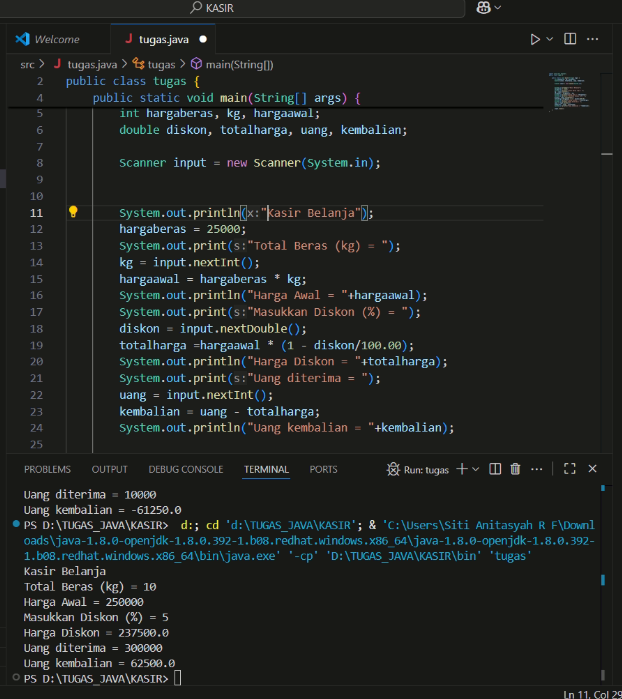 KASIR
Welcome
J tugas.java
src > J tugas.java > tugas > main(String[])
2 public class tugas {
4 public static void main(String[] args) {
5 int hargaberas, kg, hargaawal;
6 double diskon, totalharga, uang, kembalian;
7
8 Scanner input = new Scanner(System.in);
9
10
11 System.out.println(x:"Kasir Belanja");
12 hargaberas = 25000;
13 System.out.print(s:"Total Beras (kg) = ");
14 kg = input.nextInt();
15 hargaawal = hargaberas * kg;
16 System.out.println("Harga Awal = "+hargaawal);
17 System.out.print(s:"Masukkan Diskon (%) = ");
18 diskon = input.nextDouble();
19 totalharga =hargaawal * (1 - diskon/100.00);
20 System.out.println("Harga Diskon = "+totalharga);
21 System.out.print(s:"Uang diterima = ");
22 uang = input.nextInt();
23 kembalian = uang - totalharga;
24 System.out.println("Uang kembalian = "+kembalian);
25
PROBLEMS OUTPUT DEBUG CONSOLE TERMINAL PORTS Run: tugas
Uang diterima = 10000
Uang kembalian = -61250.0
PS D:\TUGAS_JAVA\KASIR> d:; cd 'd:\TUGAS_JAVA\KASIR'; & 'C:\Users\Siti Anitasyah R F\Downl
oads\java-1.8.0-openjdk-1.8.0.392-1.b08.redhat.windows.x86_64\java-1.8.0-openjdk-1.8.0.392-
1.b08.redhat.windows.x86_64\bin\java.exe' '-cp' 'D:\TUGAS_JAVA\KASIR\bin' 'tugas'
Kasir Belanja
Total Beras (kg) = 10
Harga Awal = 250000
Masukkan Diskon (%) = 5
Harga Diskon = 237500.0
Uang diterima = 300000
Uang kembalian = 62500.0
PS D:\TUGAS_JAVA\KASIR>
Ln 11, Col 29